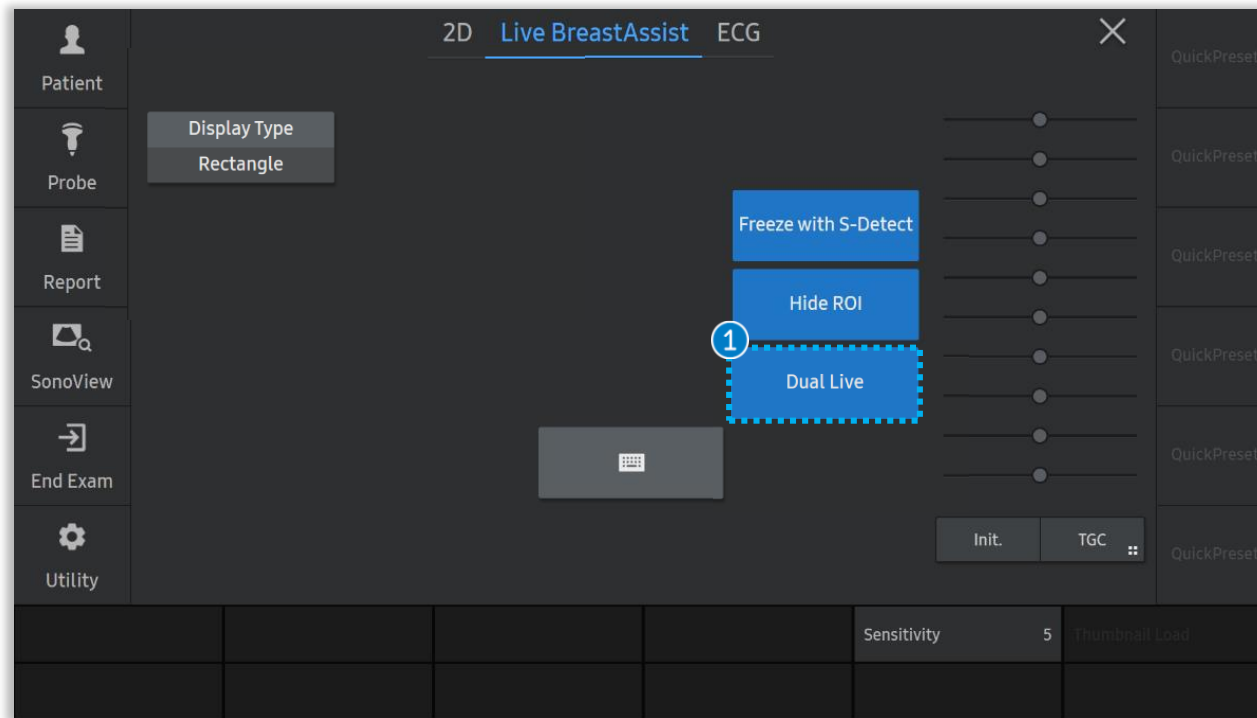 2D Live BreastAssist ECG
Patient
Probe
Report
SonoView
End Exam
Utility
Display Type
Rectangle
Freeze with S-Detect
Hide ROI
1
Dual Live
Init. TGC
QuickPreset
QuickPreset
QuickPreset
QuickPreset
QuickPreset
QuickPreset
Sensitivity 5 Thumbnail Load